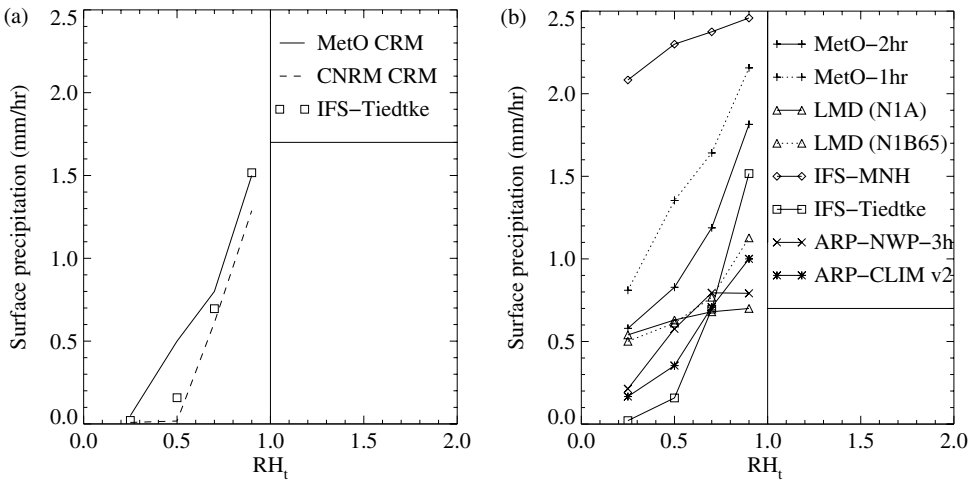 (a)
2.5
2.0
1.5
1.0
0.5
0.0
Surface precipitation (mm/hr)
MetO CRM
CNRM CRM
IFS−Tiedtke
0.0 0.5 1.0 1.5 2.0
RHt
(b)
2.5
2.0
1.5
1.0
0.5
0.0
Surface precipitation (mm/hr)
MetO−2hr
MetO−1hr
LMD (N1A)
LMD (N1B65)
IFS−MNH
IFS−Tiedtke
ARP−NWP−3h
ARP−CLIM v2
0.0 0.5 1.0 1.5 2.0
RHt